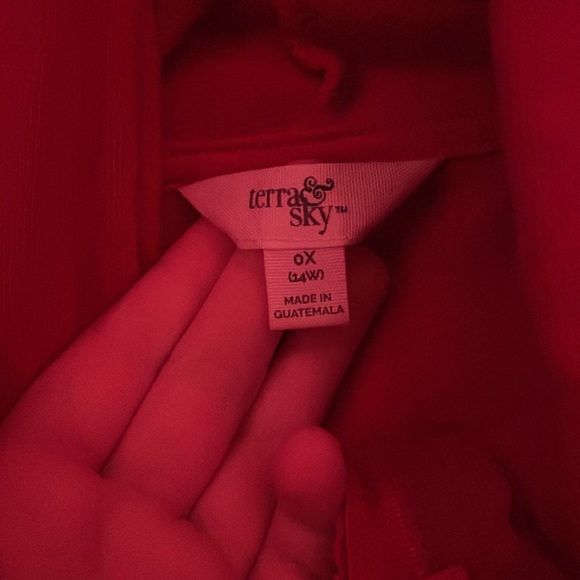 terra &
sky™
0X
(14W)
MADE IN
GUATEMALA